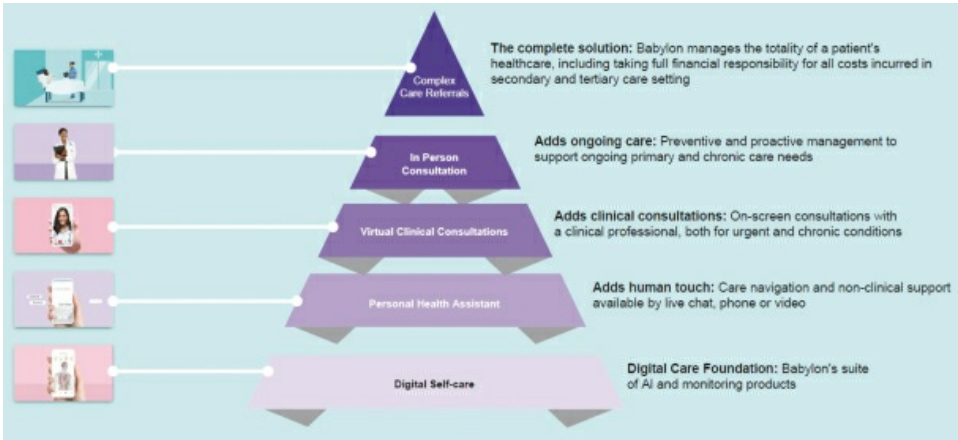 The complete solution: Babylon manages the totality of a patient's
healthcare, including taking full financial responsibility for all costs incurred in
secondary and tertiary care setting
Complex
Care Referrals
Adds ongoing care: Preventive and proactive management to
support ongoing primary and chronic care needs
In Person
Consultation
Adds clinical consultations: On-screen consultations with
a clinical professional, both for urgent and chronic conditions
Virtual Clinical Consultations
Adds human touch: Care navigation and non-clinical support
available by live chat, phone or video
Personal Health Assistant
Digital Care Foundation: Babylon's suite
of AI and monitoring products
Digital Self-care